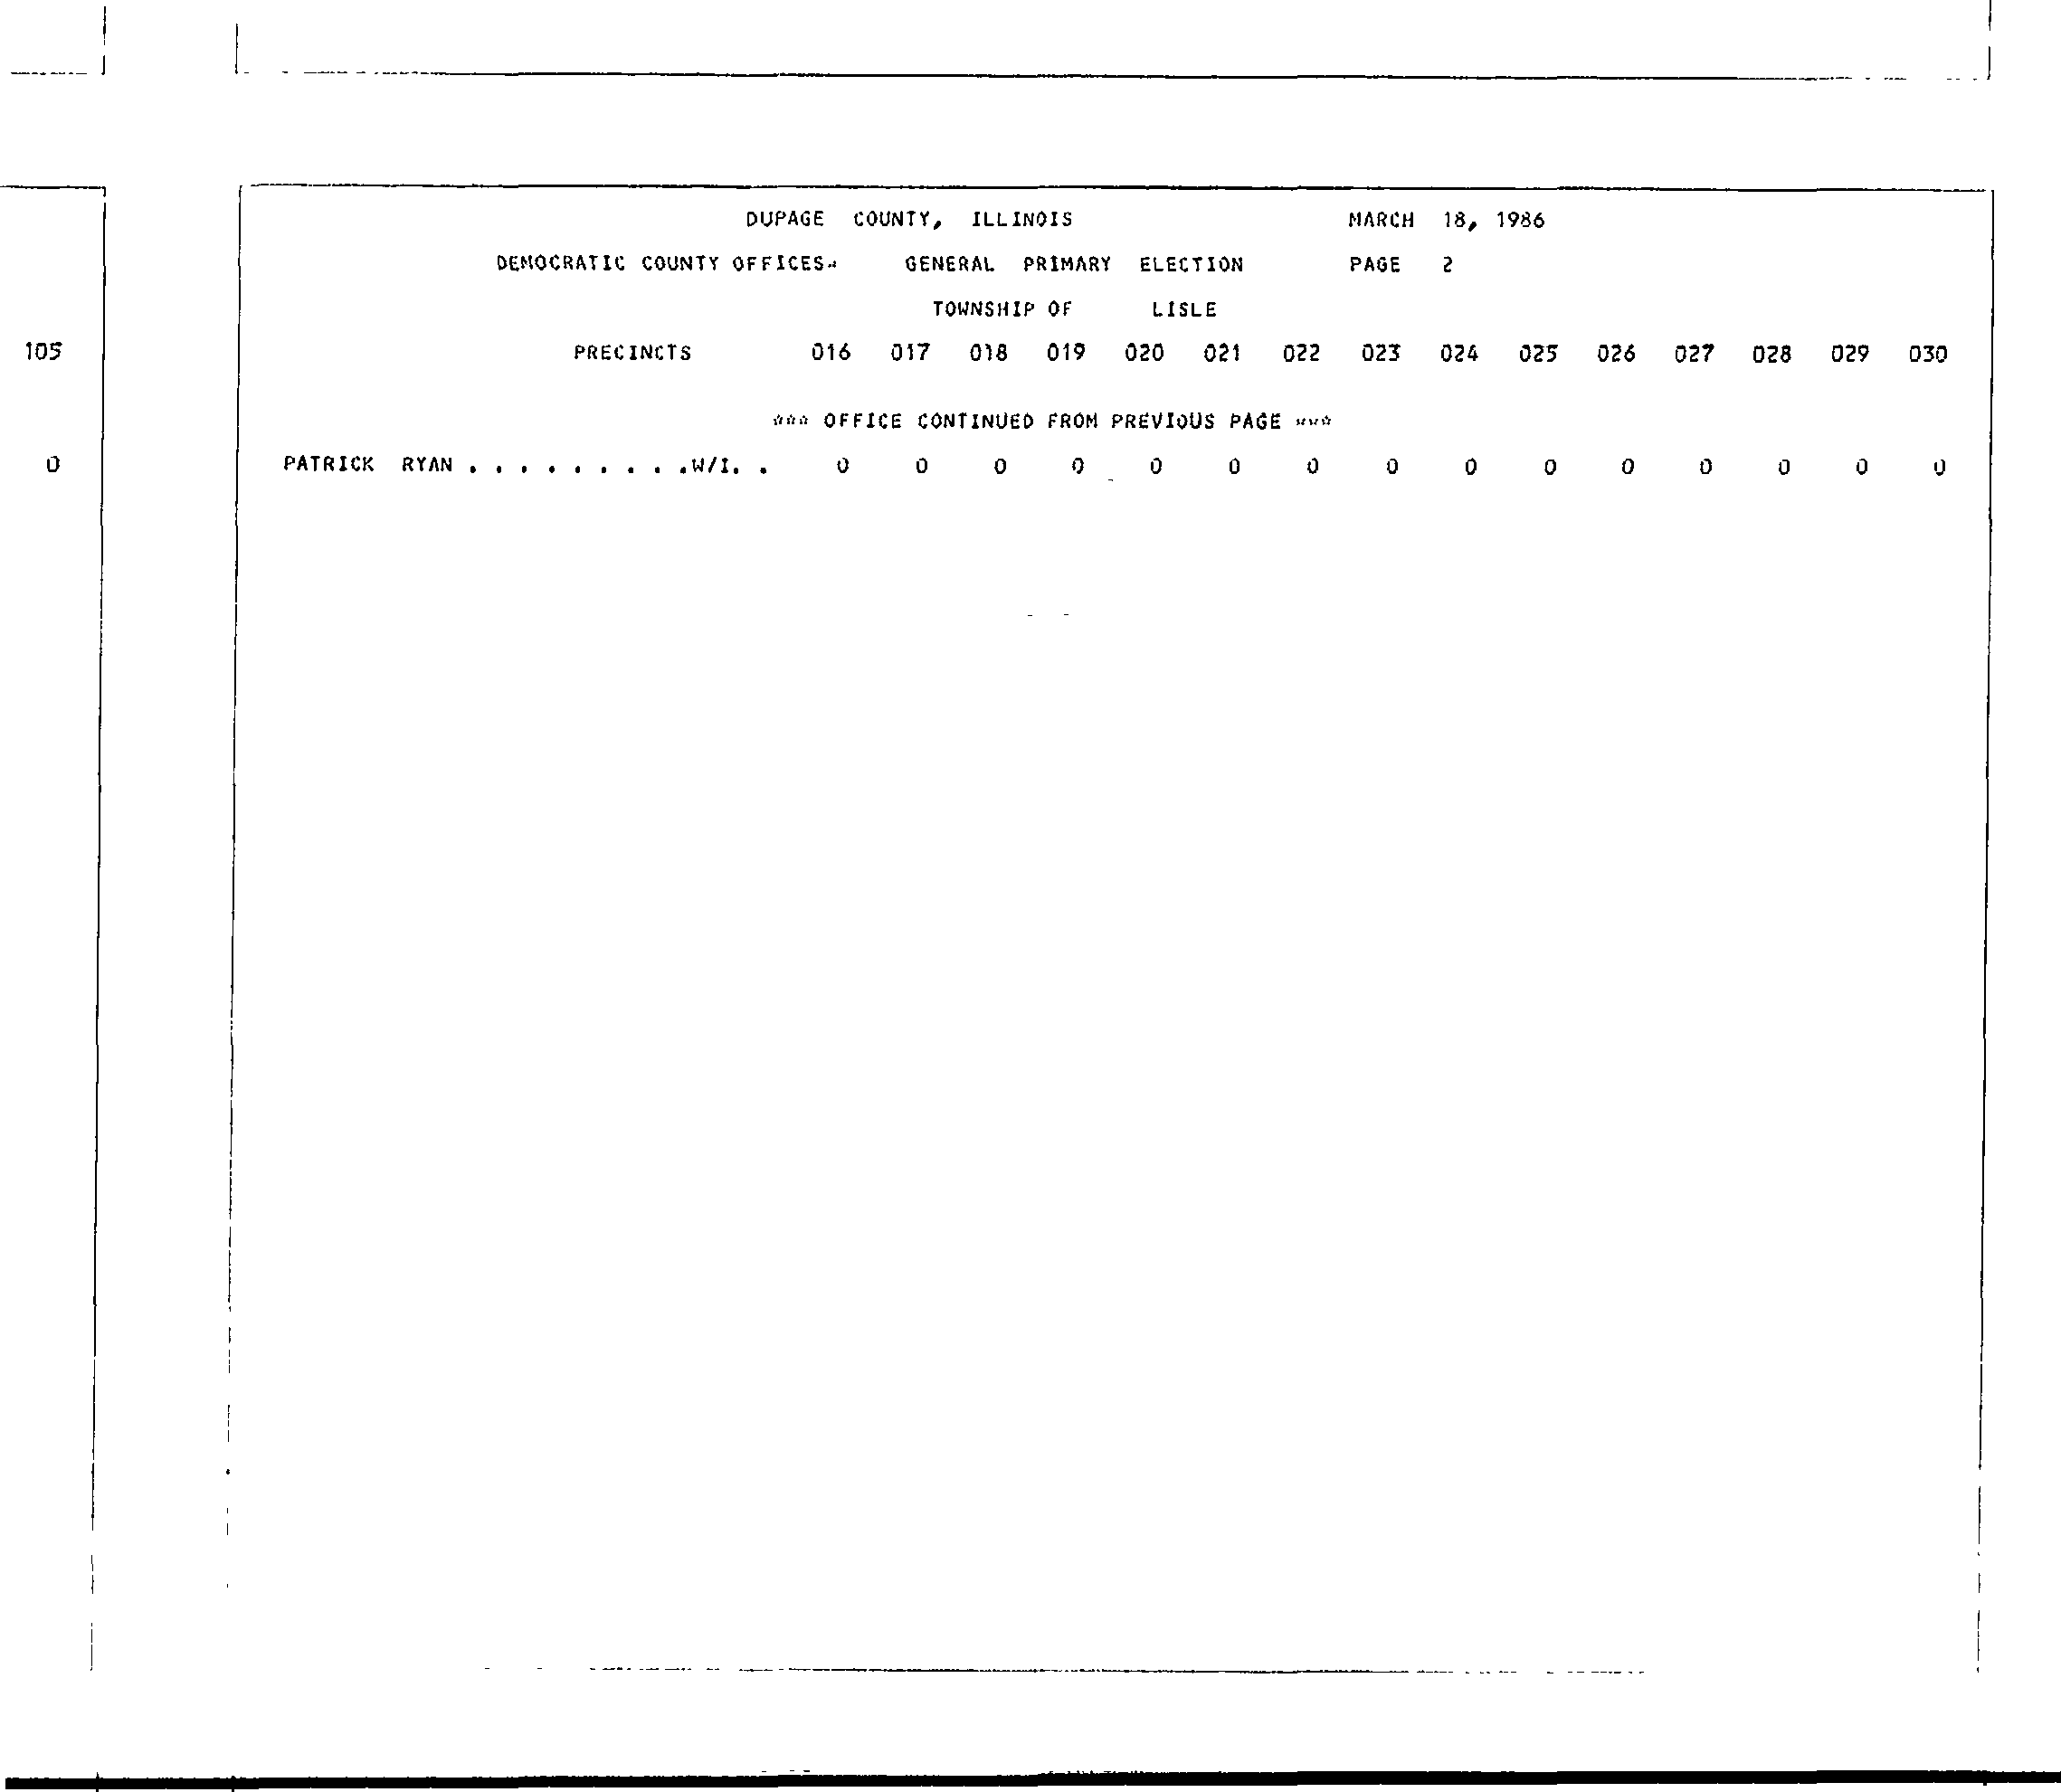 105
0
DUPAGE COUNTY, ILLINOIS MARCH 18, 1986
DEMOCRATIC COUNTY OFFICES- GENERAL PRIMARY ELECTION PAGE 2
TOWNSHIP OF LISLE
PRECINCTS 016 017 018 019 020 021 022 023 024 025 026 027 028 029 030
*** OFFICE CONTINUED FROM PREVIOUS PAGE ***
PATRICK RYAN . . . . . . . . .W/I. . 0 0 0 0 0 0 0 0 0 0 0 0 0 0 0